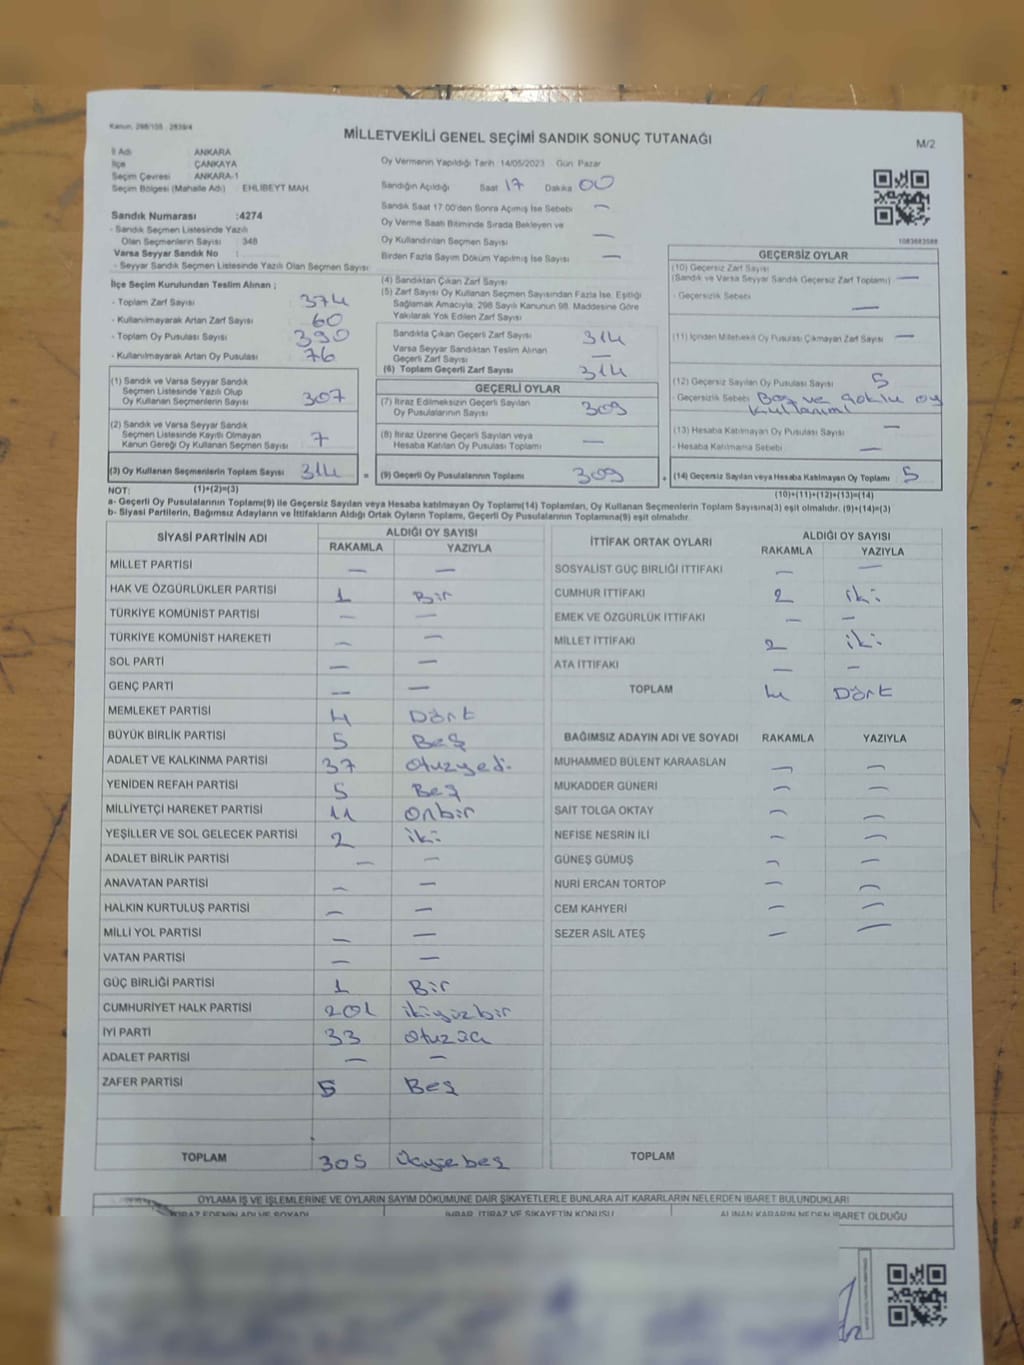 Kanun, 298/105 2839/4
MİLLETVEKİLİ GENEL SEÇİMİ SANDIK SONUÇ TUTANAĞI
M/2
İl Adı : ANKARA
İlçe : ÇANKAYA
Seçim Çevresi : ANKARA-1
Seçim Bölgesi (Mahalle Adı) : EHLİBEYT MAH.
Oy Vermenin Yapıldığı Tarih : 14/05/2023 Gün : Pazar
Sandığın Açıldığı Saat 17 Dakika 00
Sandık Saat 17:00'den Sonra Açılmış İse Sebebi —
Oy Verme Saati Bitiminde Sırada Bekleyen ve
Oy Kullandırılan Seçmen Sayısı —
Birden Fazla Sayım Döküm Yapılmış İse Sayısı —
Sandık Numarası :4274
- Sandık Seçmen Listesinde Yazılı
Olan Seçmenlerin Sayısı : 348
Varsa Seyyar Sandık No :
- Seyyar Sandık Seçmen Listesinde Yazılı Olan Seçmen Sayısı:
1083683588
İlçe Seçim Kurulundan Teslim Alınan ;
- Toplam Zarf Sayısı : 374
- Kullanılmayarak Artan Zarf Sayısı : 60
- Toplam Oy Pusulası Sayısı : 390
- Kullanılmayarak Artan Oy Pusulası : 76
(1) Sandık ve Varsa Seyyar Sandık
Seçmen Listesinde Yazılı Olup
Oy Kullanan Seçmenlerin Sayısı : 307
(2) Sandık ve Varsa Seyyar Sandık
Seçmen Listesinde Kayıtlı Olmayan
Kanun Gereği Oy Kullanan Seçmen Sayısı : 7
(3) Oy Kullanan Seçmenlerin Toplam Sayısı : 314
(4) Sandıktan Çıkan Zarf Sayısı
(5) Zarf Sayısı Oy Kullanan Seçmen Sayısından Fazla İse, Eşitliği
Sağlamak Amacıyla, 298 Sayılı Kanunun 98. Maddesine Göre
Yakılarak Yok Edilen Zarf Sayısı
Sandıkta Çıkan Geçerli Zarf Sayısı : 314
Varsa Seyyar Sandıktan Teslim Alınan
Geçerli Zarf Sayısı : —
(6) Toplam Geçerli Zarf Sayısı : 314
GEÇERLİ OYLAR
(7) İtiraz Edilmeksizin Geçerli Sayılan
Oy Pusulalarının Sayısı : 309
(8) İtiraz Üzerine Geçerli Sayılan veya
Hesaba Katılan Oy Pusulası Toplamı : —
= (9) Geçerli Oy Pusulalarının Toplamı : 309
GEÇERSİZ OYLAR
(10) Geçersiz Zarf Sayısı
(Sandık ve Varsa Seyyar Sandık Geçersiz Zarf Toplamı) : —
- Geçersizlik Sebebi : —
(11) İçinden Milletvekili Oy Pusulası Çıkmayan Zarf Sayısı : —
(12) Geçersiz Sayılan Oy Pusulası Sayısı : 5
- Geçersizlik Sebebi : Boş ve çoklu oy
kullanımı
(13) Hesaba Katılmayan Oy Pusulası Sayısı : —
- Hesaba Katılmama Sebebi : —
+ (14) Geçersiz Sayılan veya Hesaba Katılmayan Oy Toplamı : 5
NOT: (1)+(2)=(3)
(10)+(11)+(12)+(13)=(14)
a- Geçerli Oy Pusulalarının Toplamı(9) ile Geçersiz Sayılan veya Hesaba katılmayan Oy Toplamı(14) Toplamları, Oy Kullanan Seçmenlerin Toplam Sayısına(3) eşit olmalıdır. (9)+(14)=(3)
b- Siyasi Partilerin, Bağımsız Adayların ve İttifakların Aldığı Ortak Oyların Toplamı, Geçerli Oy Pusulalarının Toplamına(9) eşit olmalıdır.
SİYASİ PARTİNİN ADI ALDIĞI OY SAYISI
RAKAMLA YAZIYLA
MİLLET PARTİSİ — —
HAK VE ÖZGÜRLÜKLER PARTİSİ 1 Bir
TÜRKİYE KOMÜNİST PARTİSİ — —
TÜRKİYE KOMÜNİST HAREKETİ — —
SOL PARTİ — —
GENÇ PARTİ — —
MEMLEKET PARTİSİ 4 Dört
BÜYÜK BİRLİK PARTİSİ 5 Beş
ADALET VE KALKINMA PARTİSİ 37 otuzyedi
YENİDEN REFAH PARTİSİ 5 Beş
MİLLİYETÇİ HAREKET PARTİSİ 11 Onbir
YEŞİLLER VE SOL GELECEK PARTİSİ 2 iki
ADALET BİRLİK PARTİSİ — —
ANAVATAN PARTİSİ — —
HALKIN KURTULUŞ PARTİSİ — —
MİLLİ YOL PARTİSİ — —
VATAN PARTİSİ — —
GÜÇ BİRLİĞİ PARTİSİ 1 Bir
CUMHURİYET HALK PARTİSİ 201 ikiyüzbir
İYİ PARTİ 33 otuzüç
ADALET PARTİSİ — —
ZAFER PARTİSİ 5 Beş
TOPLAM 305 Üçyüzbeş
İTTİFAK ORTAK OYLARI ALDIĞI OY SAYISI
RAKAMLA YAZIYLA
SOSYALİST GÜÇ BİRLİĞİ İTTİFAKI — —
CUMHUR İTTİFAKI 2 iki
EMEK VE ÖZGÜRLÜK İTTİFAKI — —
MİLLET İTTİFAKI 2 iki
ATA İTTİFAKI — —
TOPLAM 4 Dört
BAĞIMSIZ ADAYIN ADI VE SOYADI RAKAMLA YAZIYLA
MUHAMMED BÜLENT KARAASLAN — —
MUKADDER GÜNERİ — —
SAİT TOLGA OKTAY — —
NEFİSE NESRİN İLİ — —
GÜNEŞ GÜMÜŞ — —
NURİ ERCAN TORTOP — —
CEM KAHYERİ — —
SEZER ASİL ATEŞ — —
TOPLAM
OYLAMA İŞ VE İŞLEMLERİNE VE OYLARIN SAYIM DÖKÜMÜNE DAİR ŞİKAYETLERLE BUNLARA AİT KARARLARIN NELERDEN İBARET BULUNDUKLARI
İTİRAZ EDENİN ADI VE SOYADI İHBAR, İTİRAZ VE ŞİKAYETİN KONUSU ALINAN KARARIN NEDEN İBARET OLDUĞU